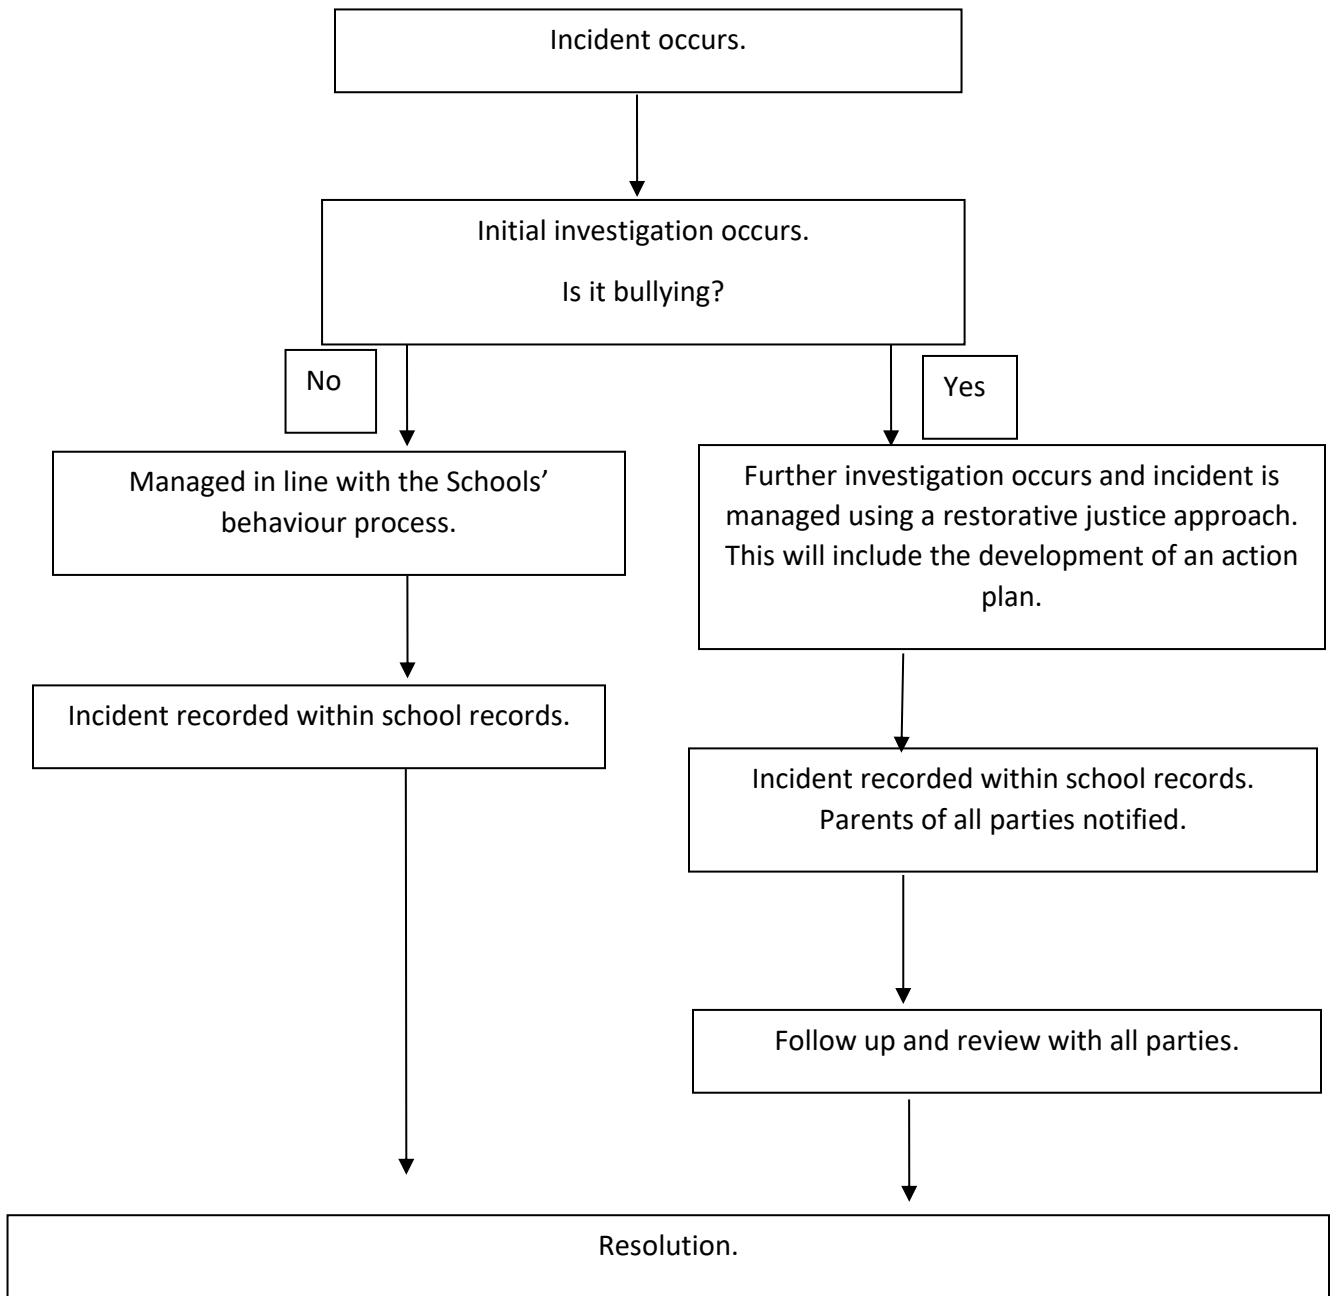 Incident occurs.
Initial investigation occurs.
Is it bullying?
No
Yes
Managed in line with the Schools’
behaviour process.
Further investigation occurs and incident is
managed using a restorative justice approach.
This will include the development of an action
plan.
Incident recorded within school records.
Incident recorded within school records.
Parents of all parties notified.
Follow up and review with all parties.
Resolution.